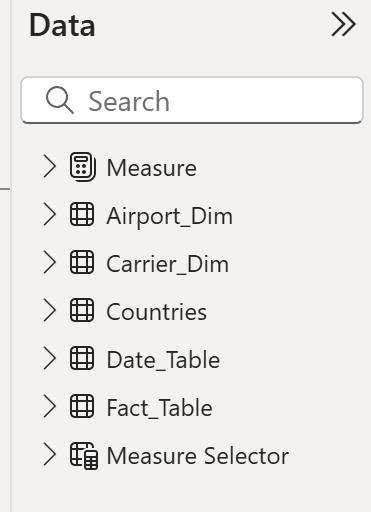 Data
Search
Measure
Airport_Dim
Carrier_Dim
Countries
Date_Table
Fact_Table
Measure Selector